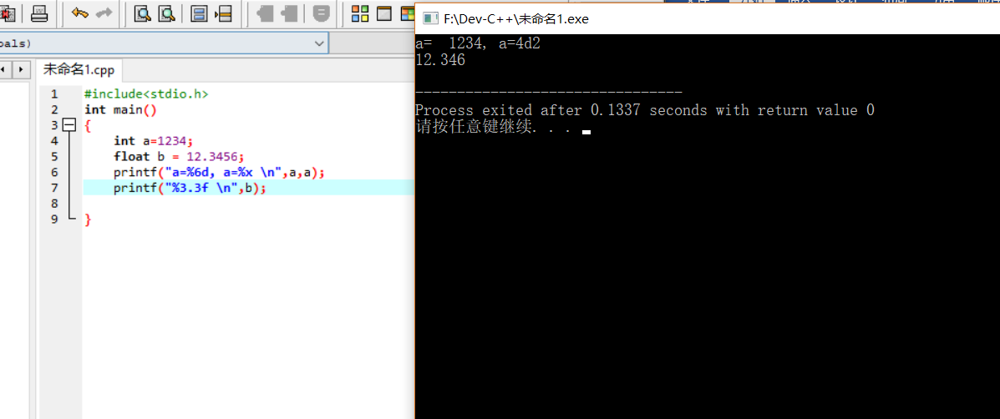 oals)
未命名1.cpp
1 #include<stdio.h>
2 int main()
3 {
4 int a=1234;
5 float b = 12.3456;
6 printf("a=%6d, a=%x \n",a,a);
7 printf("%3.3f \n",b);
8
9 }
F:\Dev-C++\未命名1.exe
a=  1234, a=4d2
12.346
--------------------------------
Process exited after 0.1337 seconds with return value 0
请按任意键继续. . .